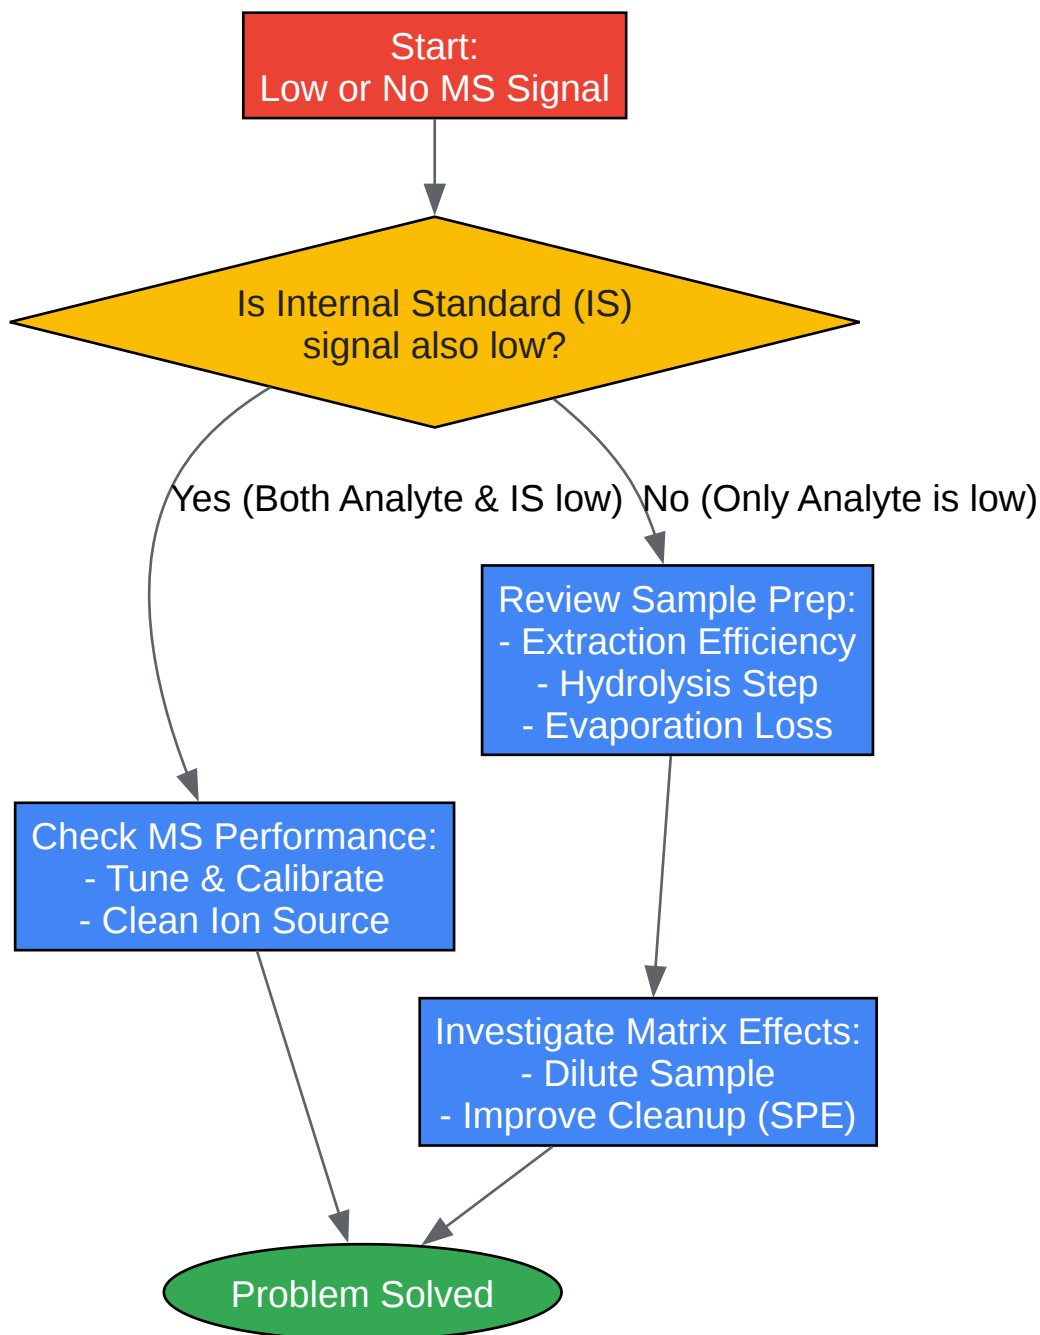 Start:
Low or No MS Signal
Is Internal Standard (IS)
signal also low?
Yes (Both Analyte & IS low)
No (Only Analyte is low)
Review Sample Prep:
- Extraction Efficiency
- Hydrolysis Step
- Evaporation Loss
Check MS Performance:
- Tune & Calibrate
- Clean Ion Source
Investigate Matrix Effects:
- Dilute Sample
- Improve Cleanup (SPE)
Problem Solved